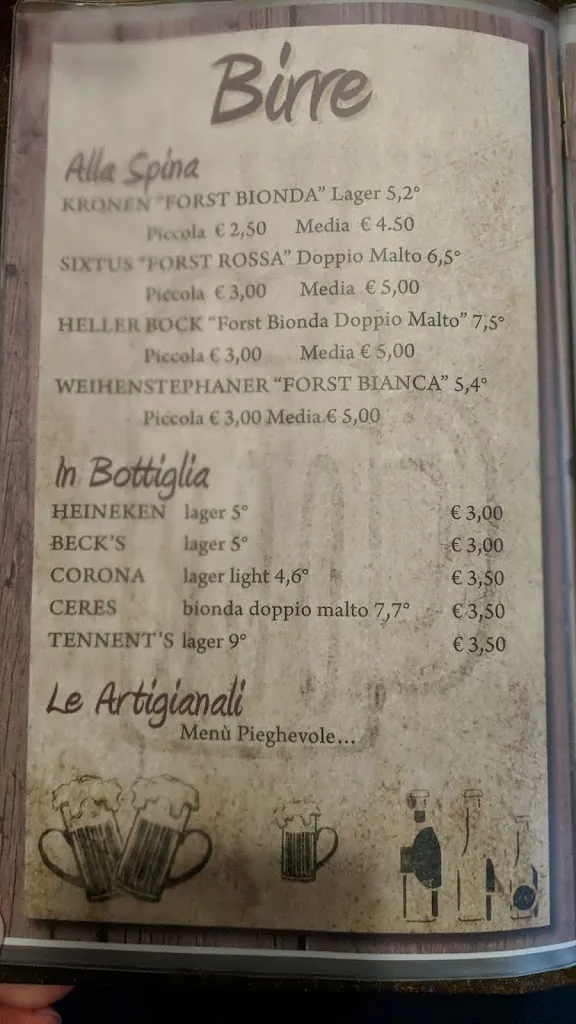 Birre
Alla Spina
KRONEN "FORST BIONDA" Lager 5,2°
Piccola € 2,50 Media € 4.50
SIXTUS "FORST ROSSA" Doppio Malto 6,5°
Piccola € 3,00 Media € 5,00
HELLER BOCK "Forst Bionda Doppio Malto" 7,5°
Piccola € 3,00 Media € 5,00
WEIHENSTEPHANER "FORST BIANCA" 5,4°
Piccola € 3,00 Media.€ 5,00
In Bottiglia
HEINEKEN lager 5° € 3,00
BECK'S lager 5° € 3,00
CORONA lager light 4,6° € 3,50
CERES bionda doppio malto 7,7° € 3,50
TENNENT'S lager 9° € 3,50
Le Artigianali
Menù Pieghevole...